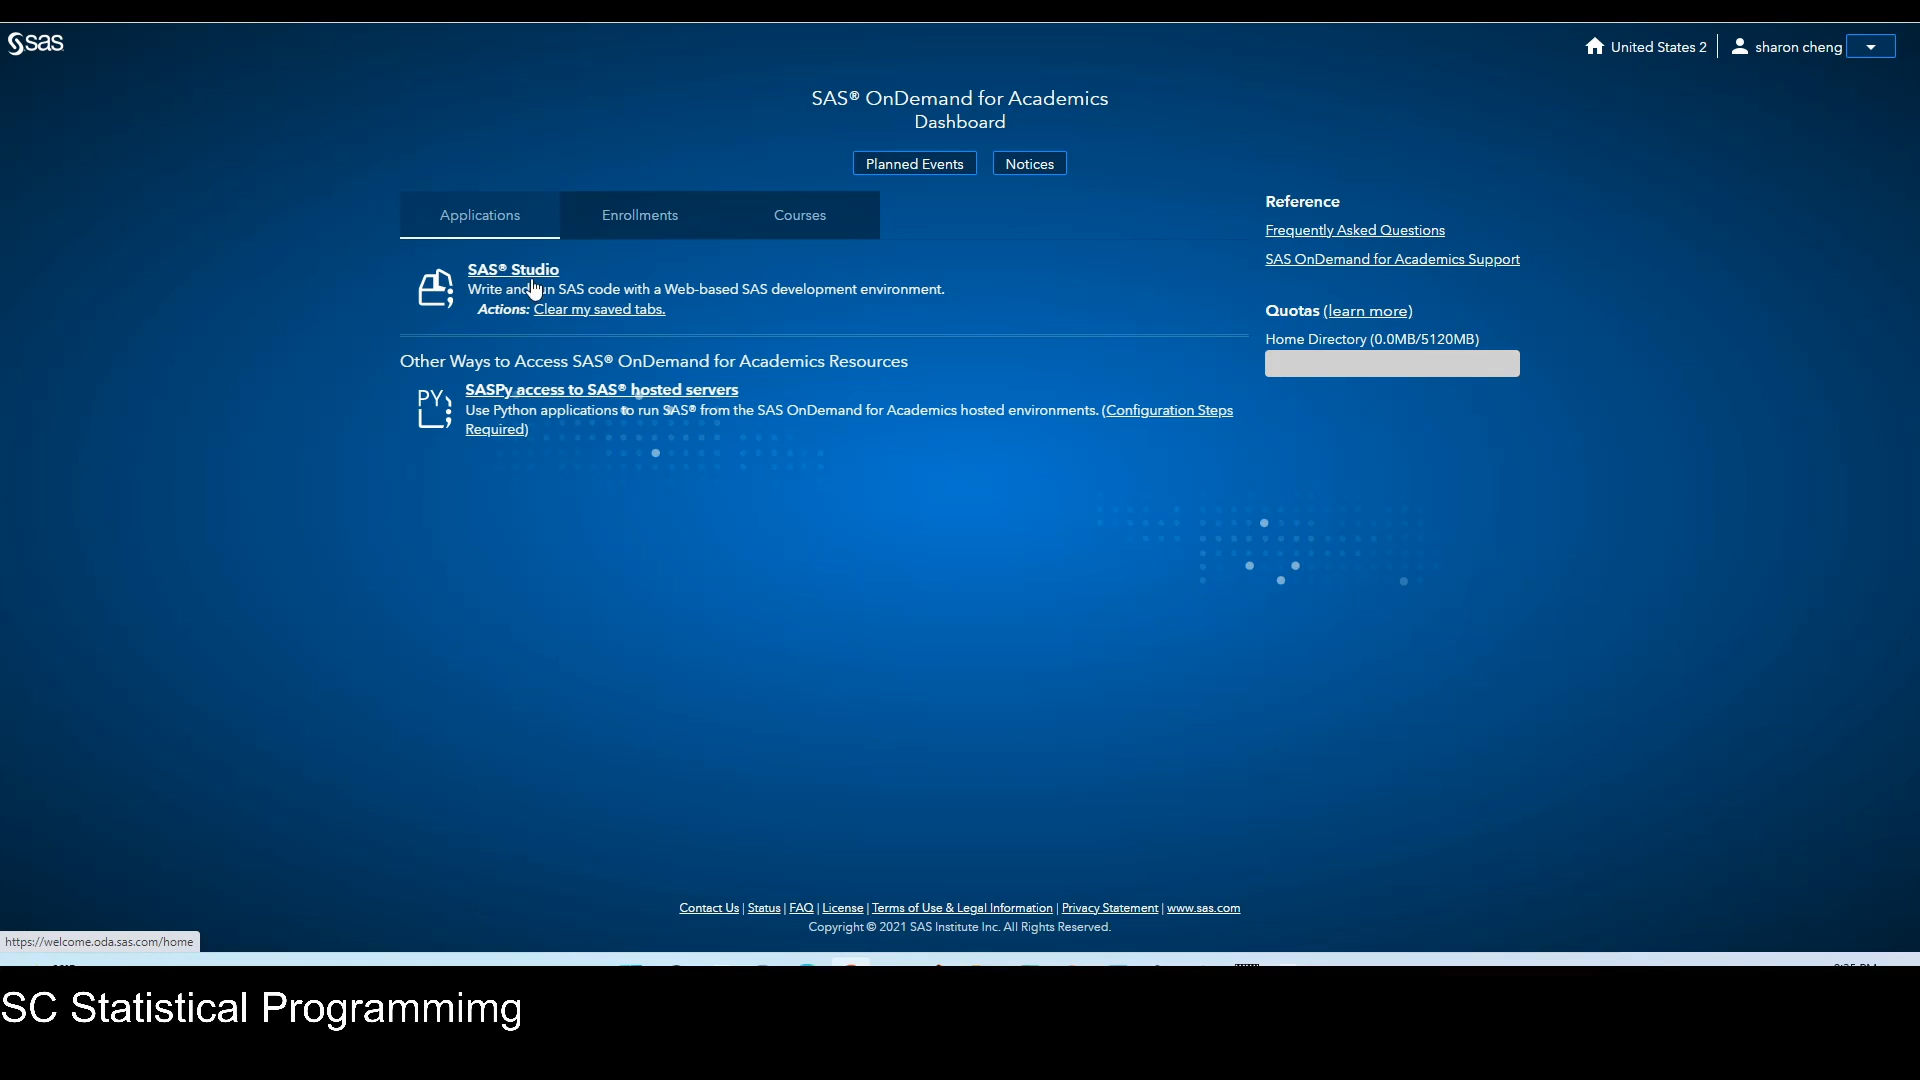 sas
United States 2
sharon cheng
SAS® OnDemand for Academics
Dashboard
Planned Events
Notices
Applications
Enrollments
Courses
SAS® Studio
Write and run SAS code with a Web-based SAS development environment.
Actions: Clear my saved tabs.
Other Ways to Access SAS® OnDemand for Academics Resources
PY
SASPy access to SAS® hosted servers
Use Python applications to run SAS® from the SAS OnDemand for Academics hosted environments. (Configuration Steps
Required)
Reference
Frequently Asked Questions
SAS OnDemand for Academics Support
Quotas (learn more)
Home Directory (0.0MB/5120MB)
Contact Us | Status | FAQ | License | Terms of Use & Legal Information | Privacy Statement | www.sas.com
Copyright © 2021 SAS Institute Inc. All Rights Reserved.
https://welcome.oda.sas.com/home
SC Statistical Programmimg